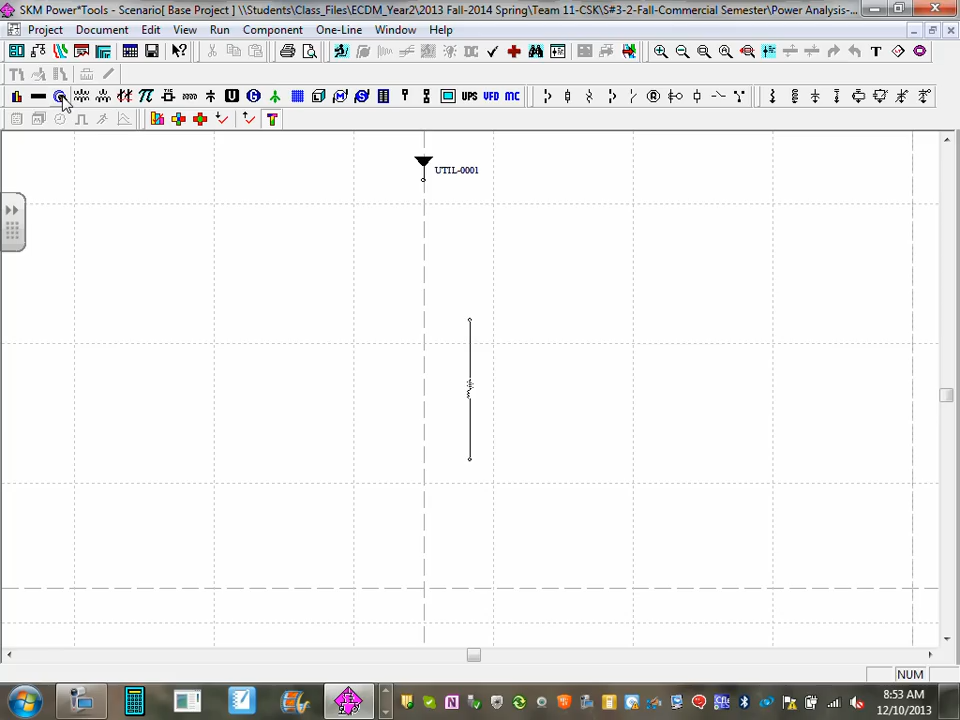 SKM Power*Tools - Scenario[ Base Project ] \\Students\Class_Files\ECDM_Year2\2013 Fall-2014 Spring\Team 11-CSK\S#3-2-Fall-Commercial Semester\Power Analysis-...
Project Document Edit View Run Component One-Line Window Help
DC T
U G M S UPS VFD MC
T
UTIL-0001
NUM
8:53 AM
12/10/2013